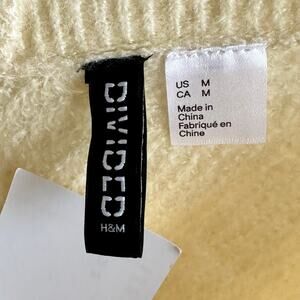 DIVIDED
H&M
US M
CA M
Made in
China
Fabriqué en
Chine